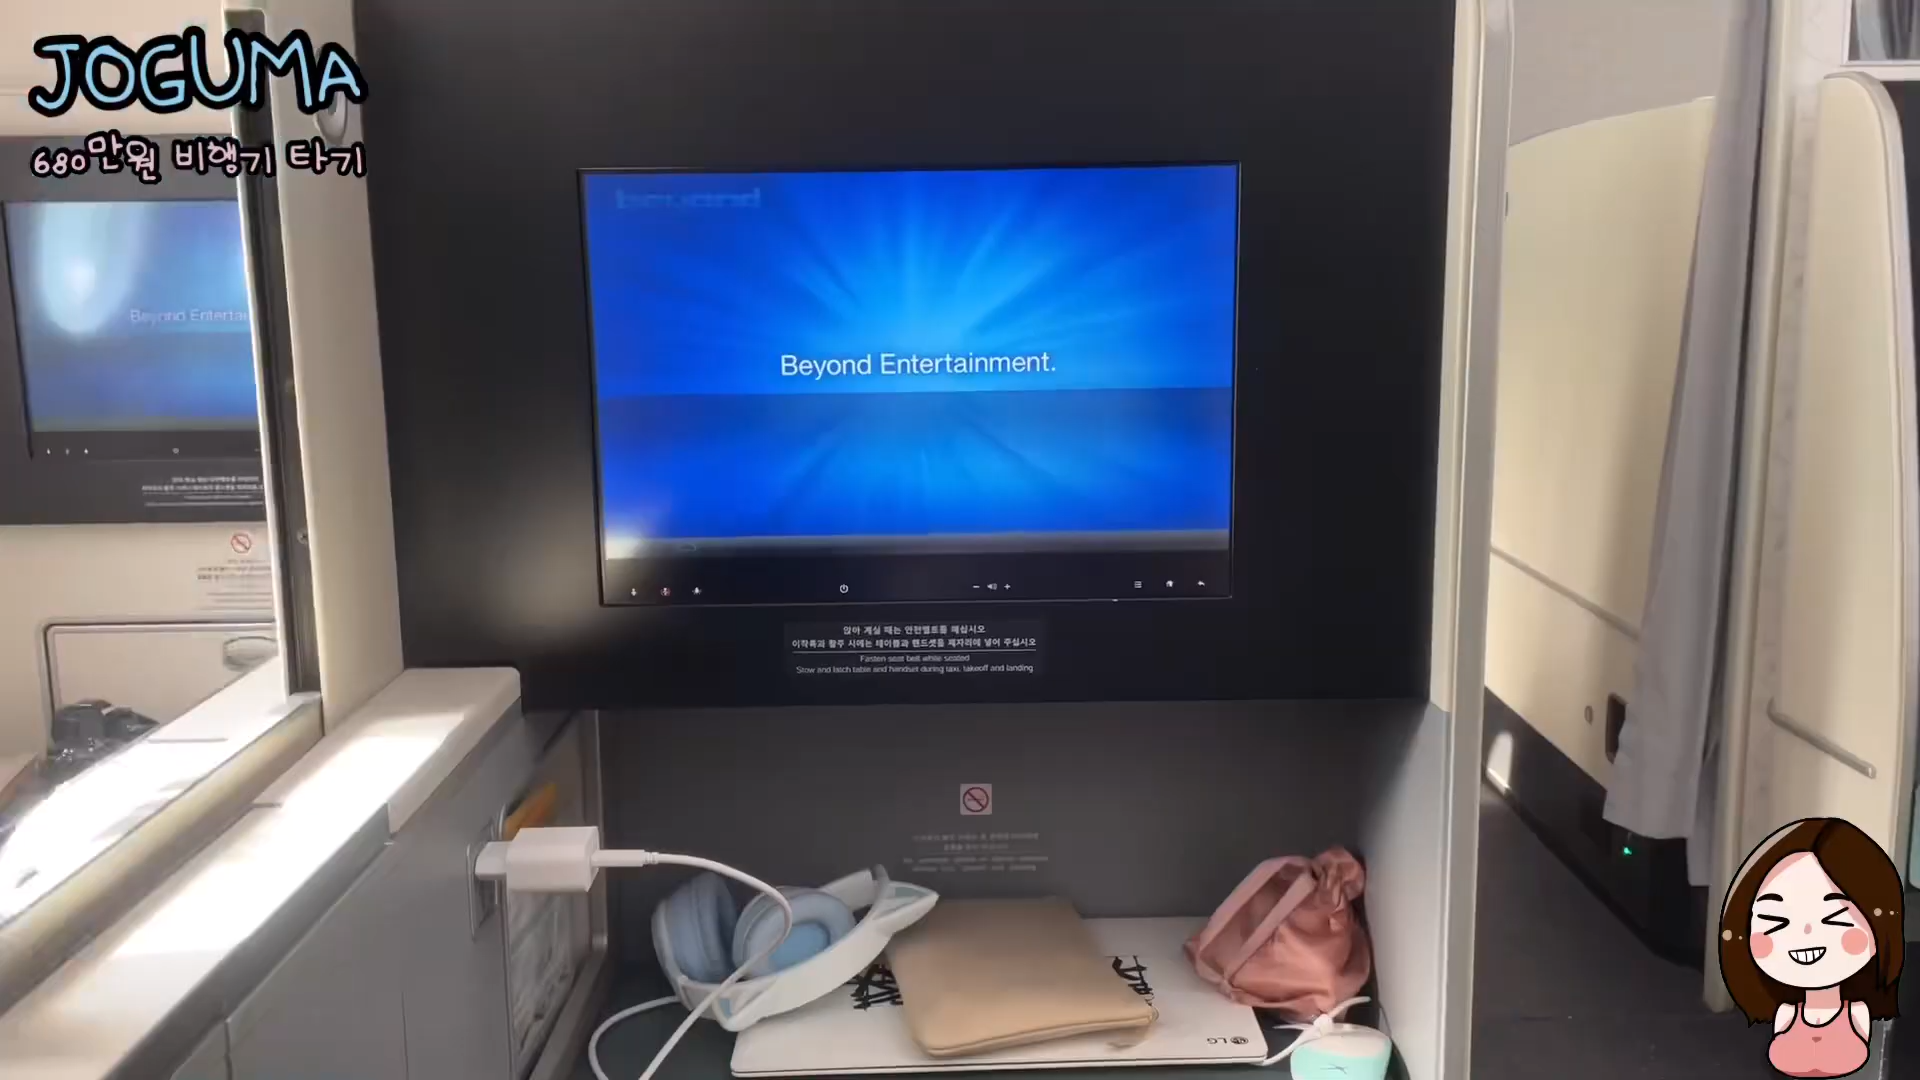 JOGUMA
680만원 비행기 타기
beyond
Beyond Entertainment.
Beyond Entertai
앉아 계실 때는 안전벨트를 매십시오
이착륙과 활주 시에는 테이블과 핸드셋을 제자리에 넣어 주십시오
Fasten seat belt while seated
Stow and latch table and handset during taxi, takeoff and landing
LG